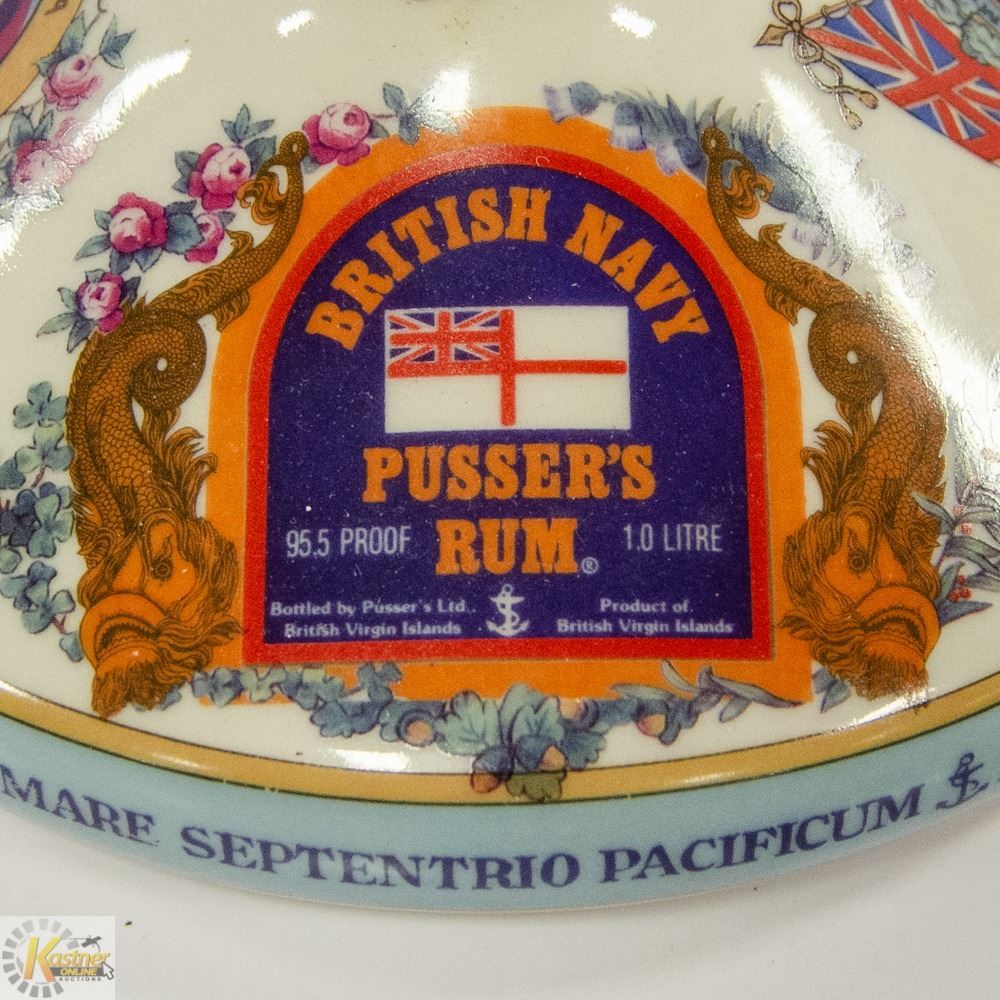 BRITISH NAVY
PUSSER'S
95.5 PROOF RUM® 1.0 LITRE
Bottled by Pusser's Ltd.
British Virgin Islands
Product of
British Virgin Islands
MARE SEPTENTRIO PACIFICUM
Kastner
ONLINE
AUCTIONS